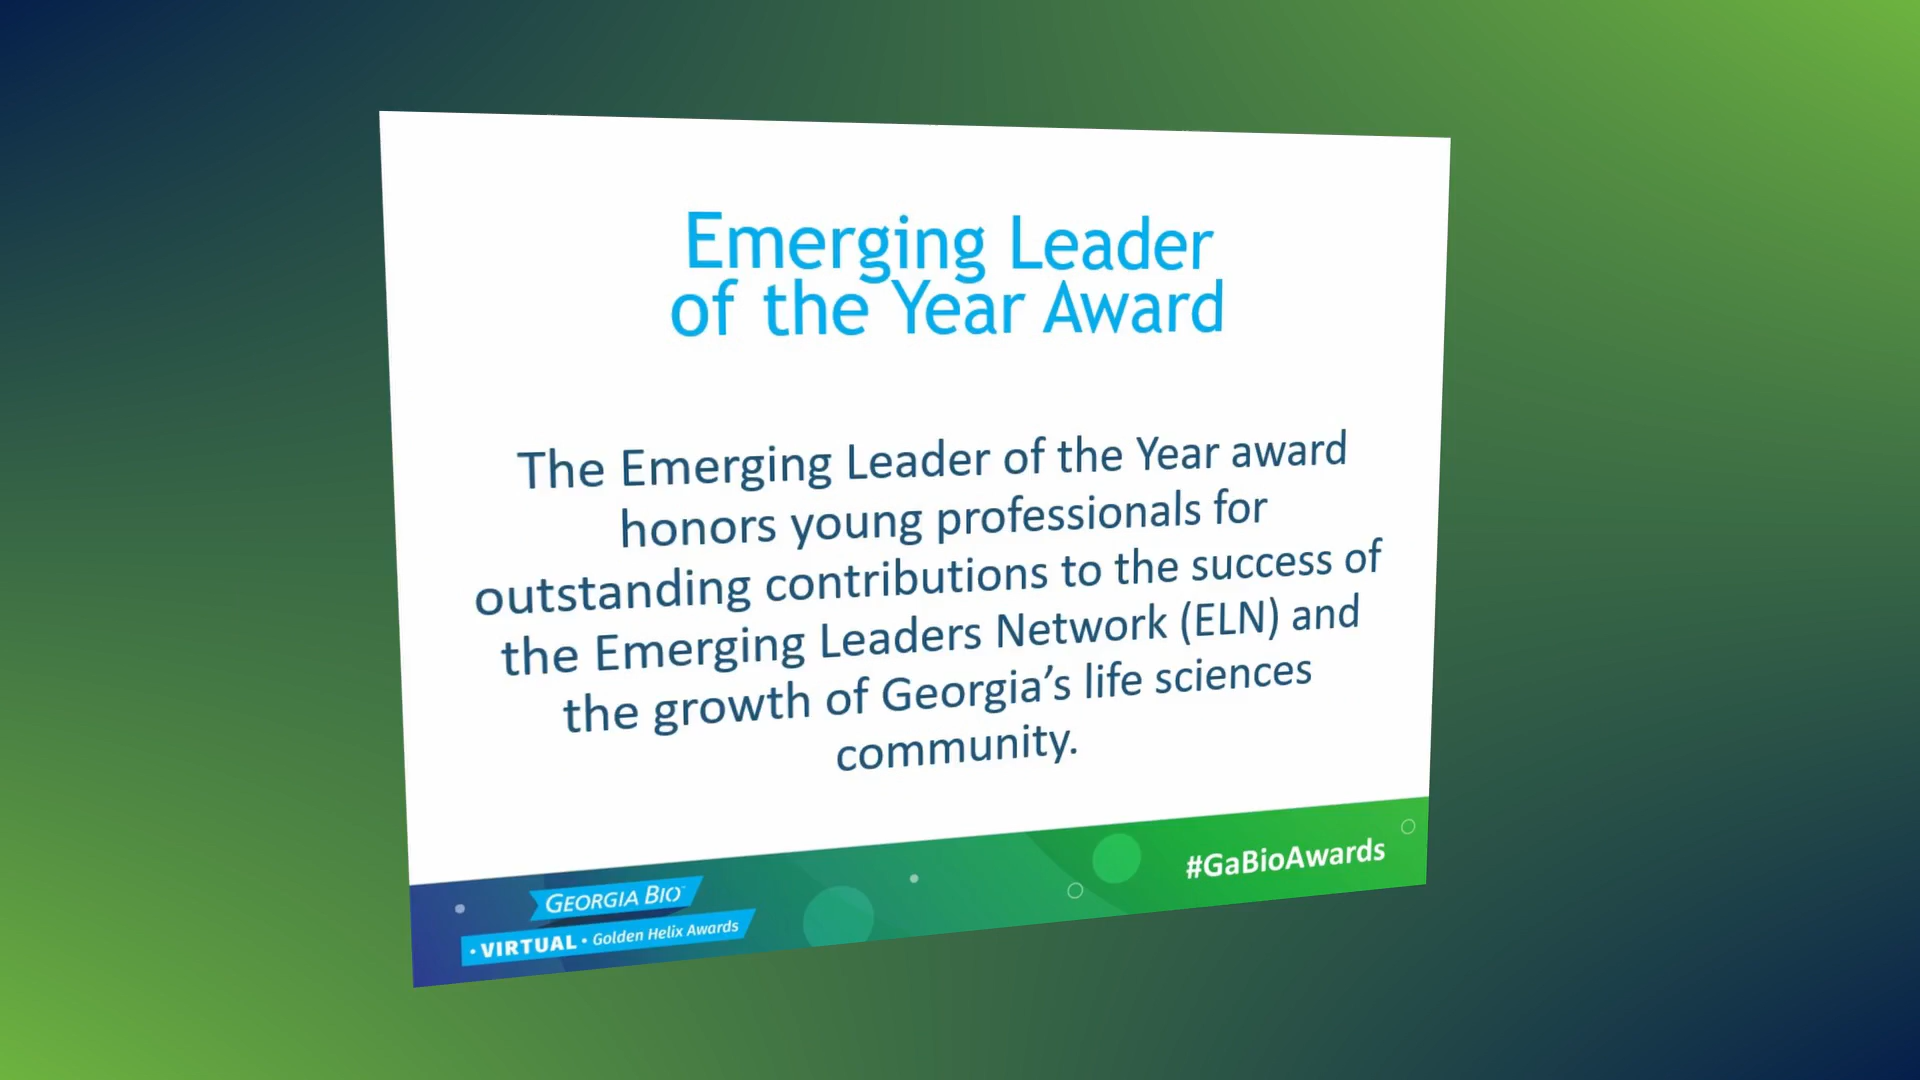 Emerging Leader
of the Year Award
The Emerging Leader of the Year award
honors young professionals for
outstanding contributions to the success of
the Emerging Leaders Network (ELN) and
the growth of Georgia’s life sciences
community.
GEORGIA BIO
• VIRTUAL • Golden Helix Awards
#GaBioAwards